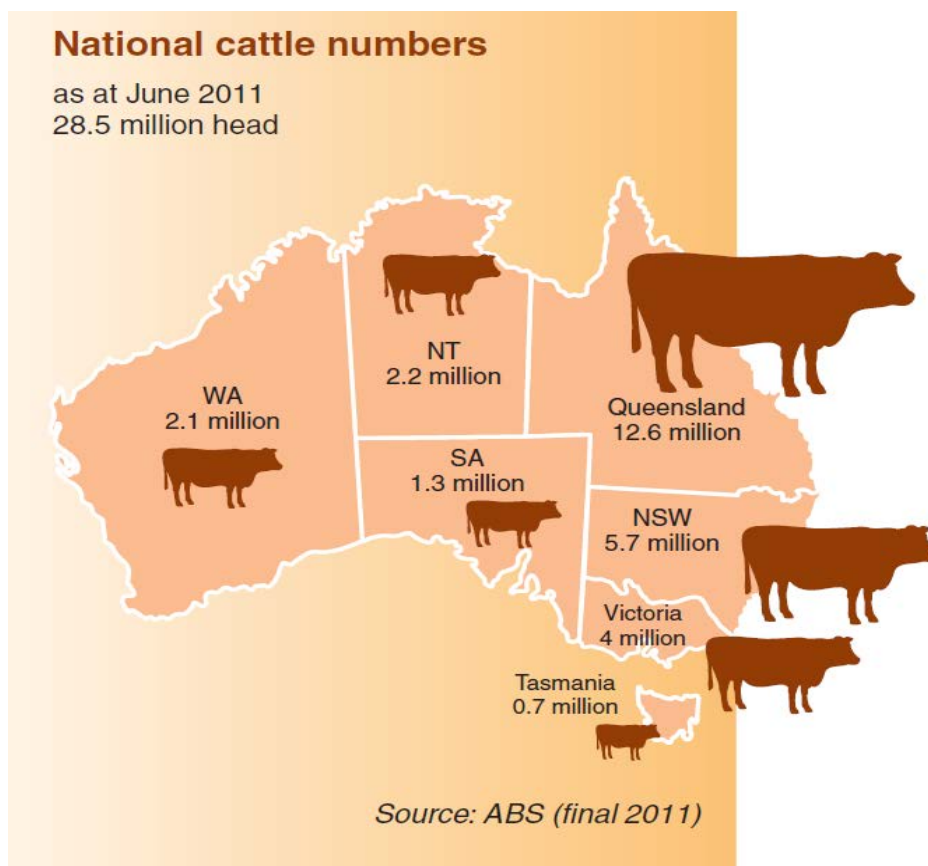 National cattle numbers
as at June 2011
28.5 million head
NT
2.2 million
WA
2.1 million
Queensland
12.6 million
SA
1.3 million
NSW
5.7 million
Victoria
4 million
Tasmania
0.7 million
Source: ABS (final 2011)